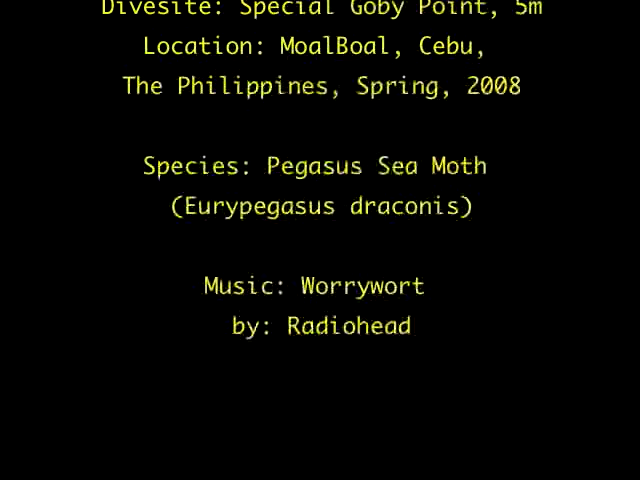 Divesite: Special Goby Point, 5m
Location: MoalBoal, Cebu,
The Philippines, Spring, 2008
Species: Pegasus Sea Moth
(Eurypegasus draconis)
Music: Worrywort
by: Radiohead